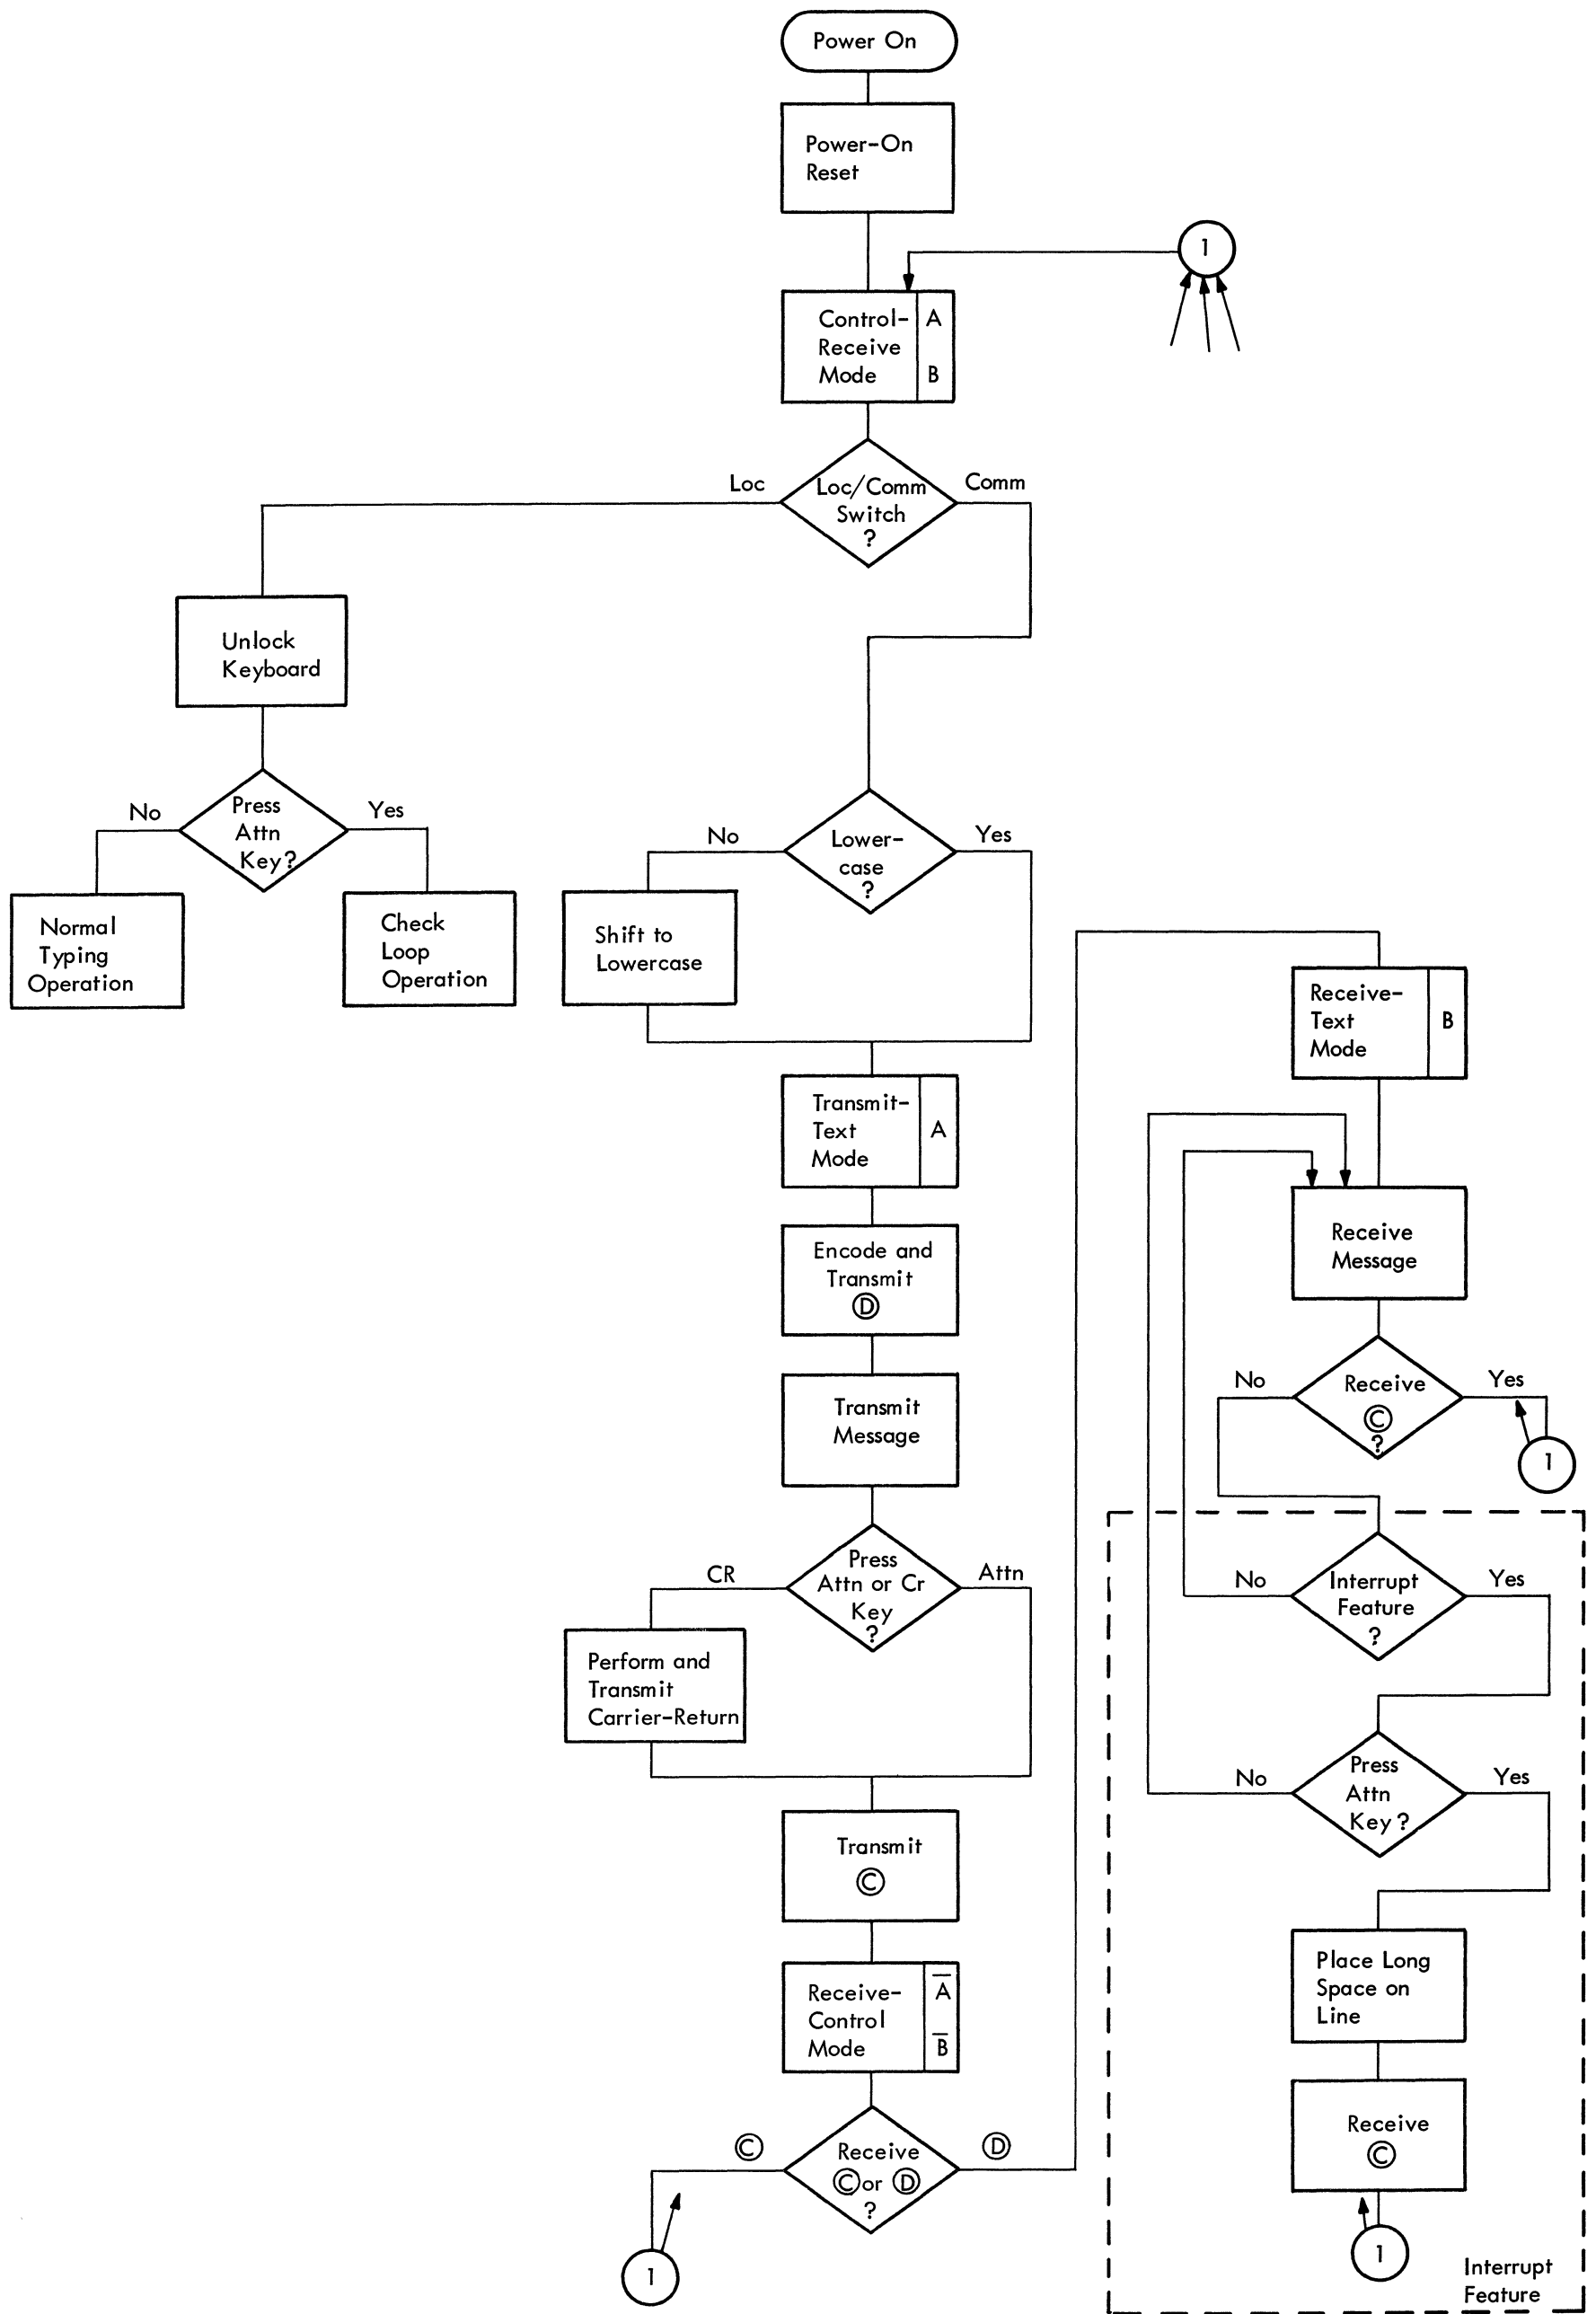 Power On
Power-On
Reset
1
Control-
Receive
Mode
A
B
Loc
Loc/Comm
Switch
?
Comm
Unlock
Keyboard
No
Press
Attn
Key?
Yes
Normal
Typing
Operation
Check
Loop
Operation
No
Lower-
case
?
Yes
Shift to
Lowercase
Transmit-
Text
Mode
A
Encode and
Transmit
Ⓓ
Transmit
Message
CR
Press
Attn or Cr
Key
?
Attn
Perform and
Transmit
Carrier-Return
Transmit
Ⓒ
Receive-
Control
Mode
A̅
B̅
Ⓒ
Receive
Ⓒ or Ⓓ
?
Ⓓ
1
Receive-
Text
Mode
B
Receive
Message
No
Receive
Ⓒ
?
Yes
1
No
Interrupt
Feature
?
Yes
No
Press
Attn
Key?
Yes
Place Long
Space on
Line
Receive
Ⓒ
1
Interrupt
Feature